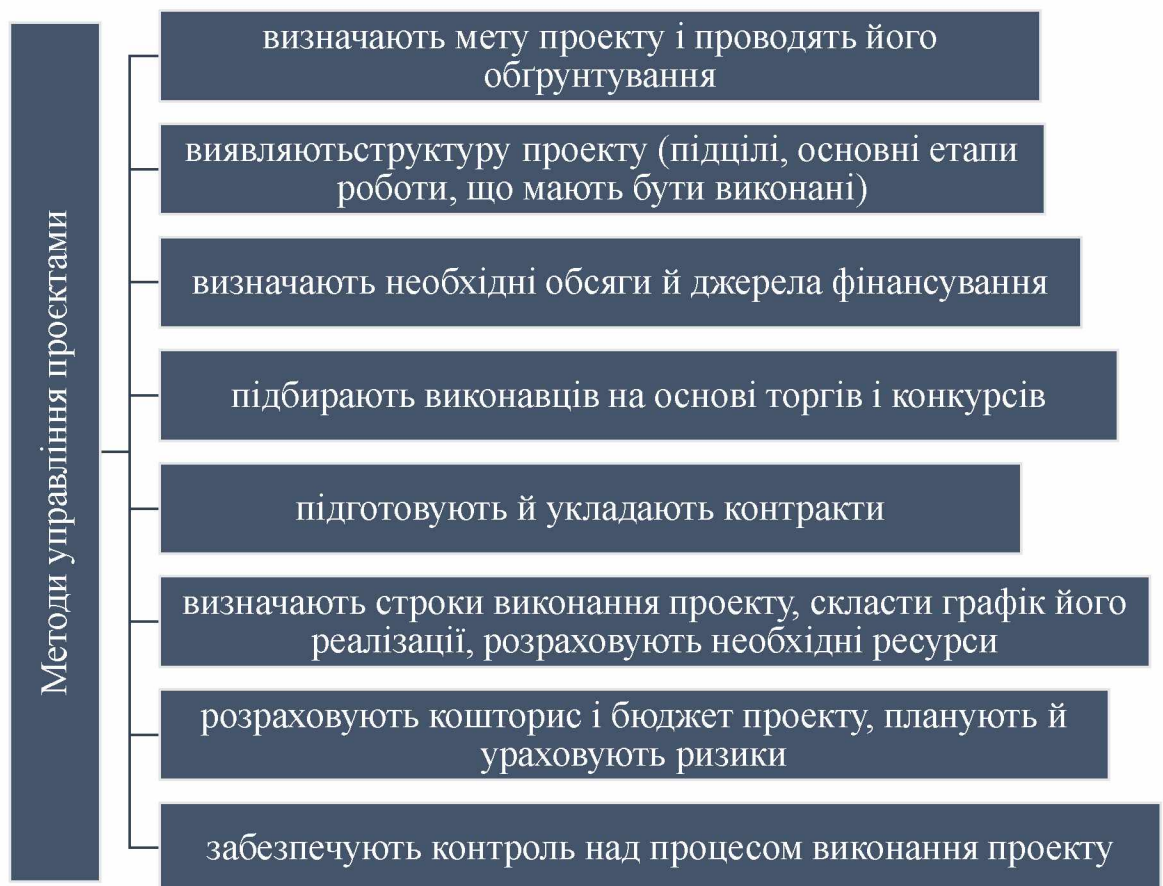 Методи управління проєктами
визначають мету проекту і проводять його
обґрунтування
виявляютьструктуру проекту (підцілі, основні етапи
роботи, що мають бути виконані)
визначають необхідні обсяги й джерела фінансування
підбирають виконавців на основі торгів і конкурсів
підготовують й укладають контракти
визначають строки виконання проекту, скласти графік його
реалізації, розраховують необхідні ресурси
розраховують кошторис і бюджет проекту, планують й
ураховують ризики
забезпечують контроль над процесом виконання проекту